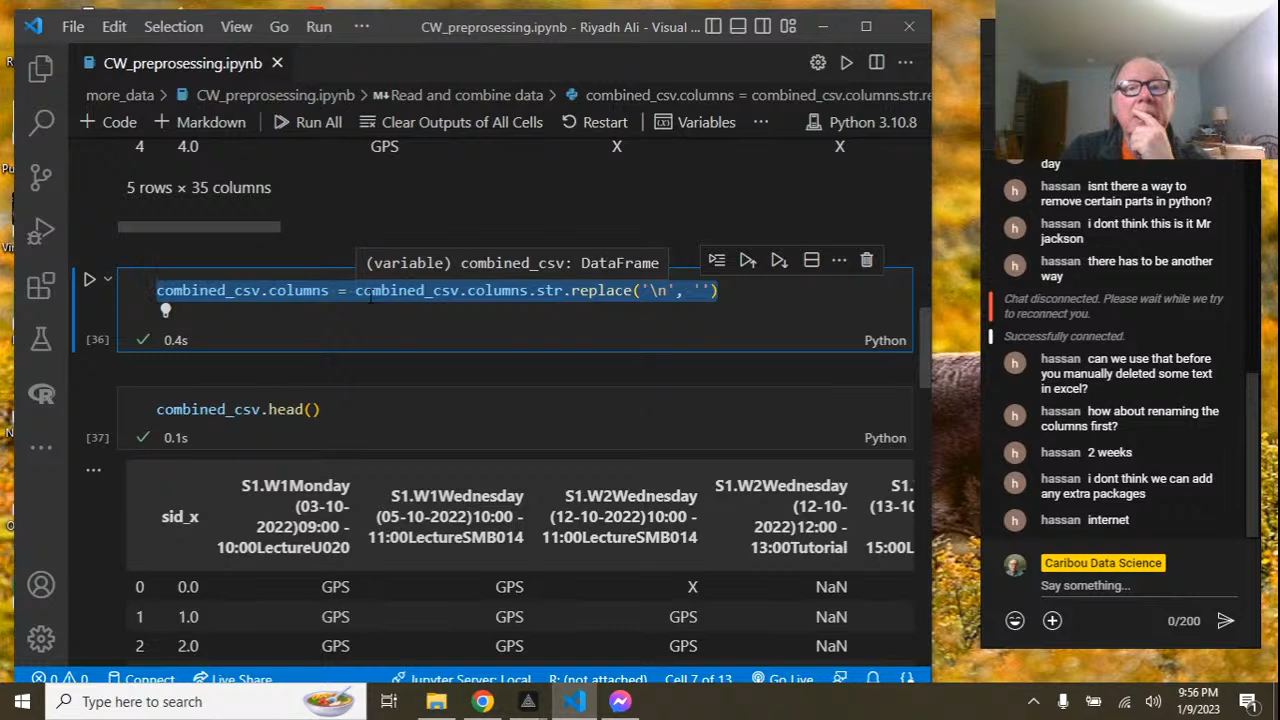 File Edit Selection View Go Run ··· CW_preprosessing.ipynb - Riyadh Ali - Visual ...
CW_preprosessing.ipynb
more_data > CW_preprosessing.ipynb > M↓Read and combine data > combined_csv.columns = combined_csv.columns.str.re
+ Code + Markdown Run All Clear Outputs of All Cells Restart Variables ··· Python 3.10.8
4 4.0 GPS X X
5 rows × 35 columns
(variable) combined_csv: DataFrame
combined_csv.columns = combined_csv.columns.str.replace('\n', '')
[36] 0.4s Python
combined_csv.head()
[37] 0.1s Python
...
sid_x
S1.W1Monday
(03-10-
2022)09:00 -
10:00LectureU020
S1.W1Wednesday
(05-10-2022)10:00 -
11:00LectureSMB014
S1.W2Wednesday
(12-10-2022)10:00 -
11:00LectureSMB014
S1.W2Wednesday
(12-10-
2022)12:00 -
13:00Tutorial
S1.
(13-1
15:00L
0 0.0 GPS GPS X NaN
1 1.0 GPS GPS GPS NaN
2 2.0 GPS GPS GPS NaN
0 0 Connect Live Share Jupyter Server: Local R: (not attached) Cell 7 of 13 Go Live
day
hassan isnt there a way to
remove certain parts in python?
hassan i dont think this is it Mr
jackson
hassan there has to be another
way
Chat disconnected. Please wait while we try
to reconnect you.
Successfully connected.
hassan can we use that before
you manually deleted some text
in excel?
hassan how about renaming the
columns first?
hassan 2 weeks
hassan i dont think we can add
any extra packages
hassan internet
Caribou Data Science
Say something...
0/200
Type here to search
9:56 PM
1/9/2023
1